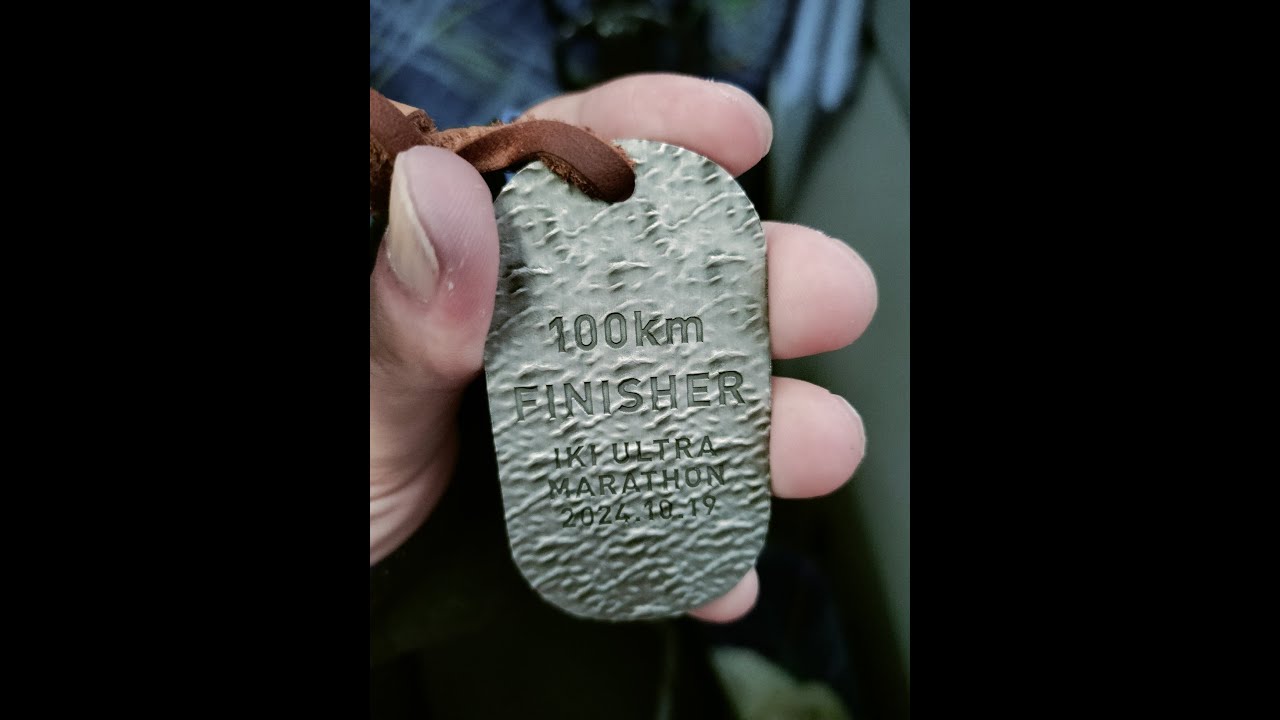 100km
FINISHER
IKI ULTRA
MARATHON
2024.10.19